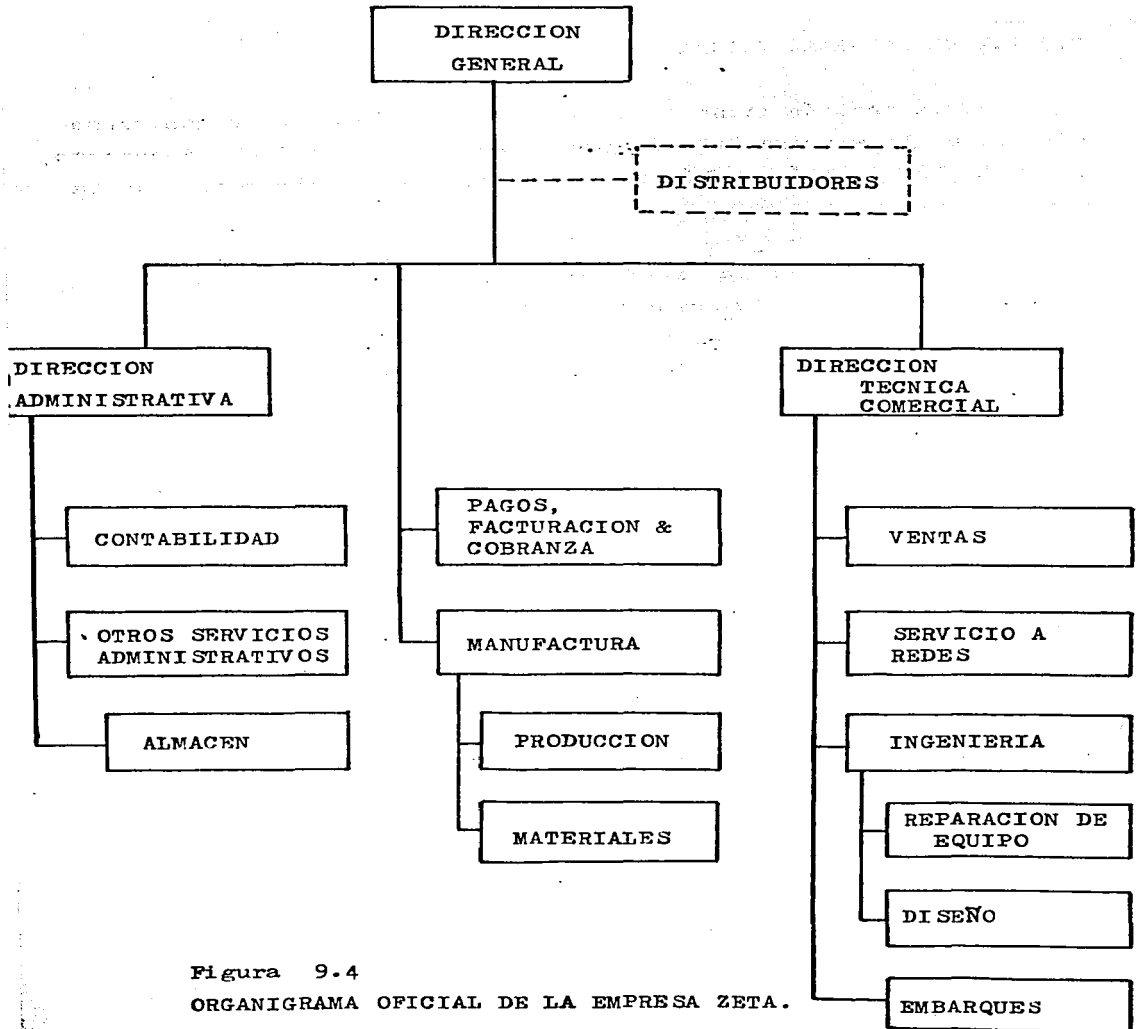 DIRECCION
GENERAL
DISTRIBUIDORES
DIRECCION
ADMINISTRATIVA
CONTABILIDAD
OTROS SERVICIOS
ADMINISTRATIVOS
ALMACEN
PAGOS,
FACTURACION &
COBRANZA
MANUFACTURA
PRODUCCION
MATERIALES
DIRECCION
TECNICA
COMERCIAL
VENTAS
SERVICIO A
REDES
INGENIERIA
REPARACION DE
EQUIPO
DISEÑO
EMBARQUES
Figura 9.4
ORGANIGRAMA OFICIAL DE LA EMPRESA ZETA.